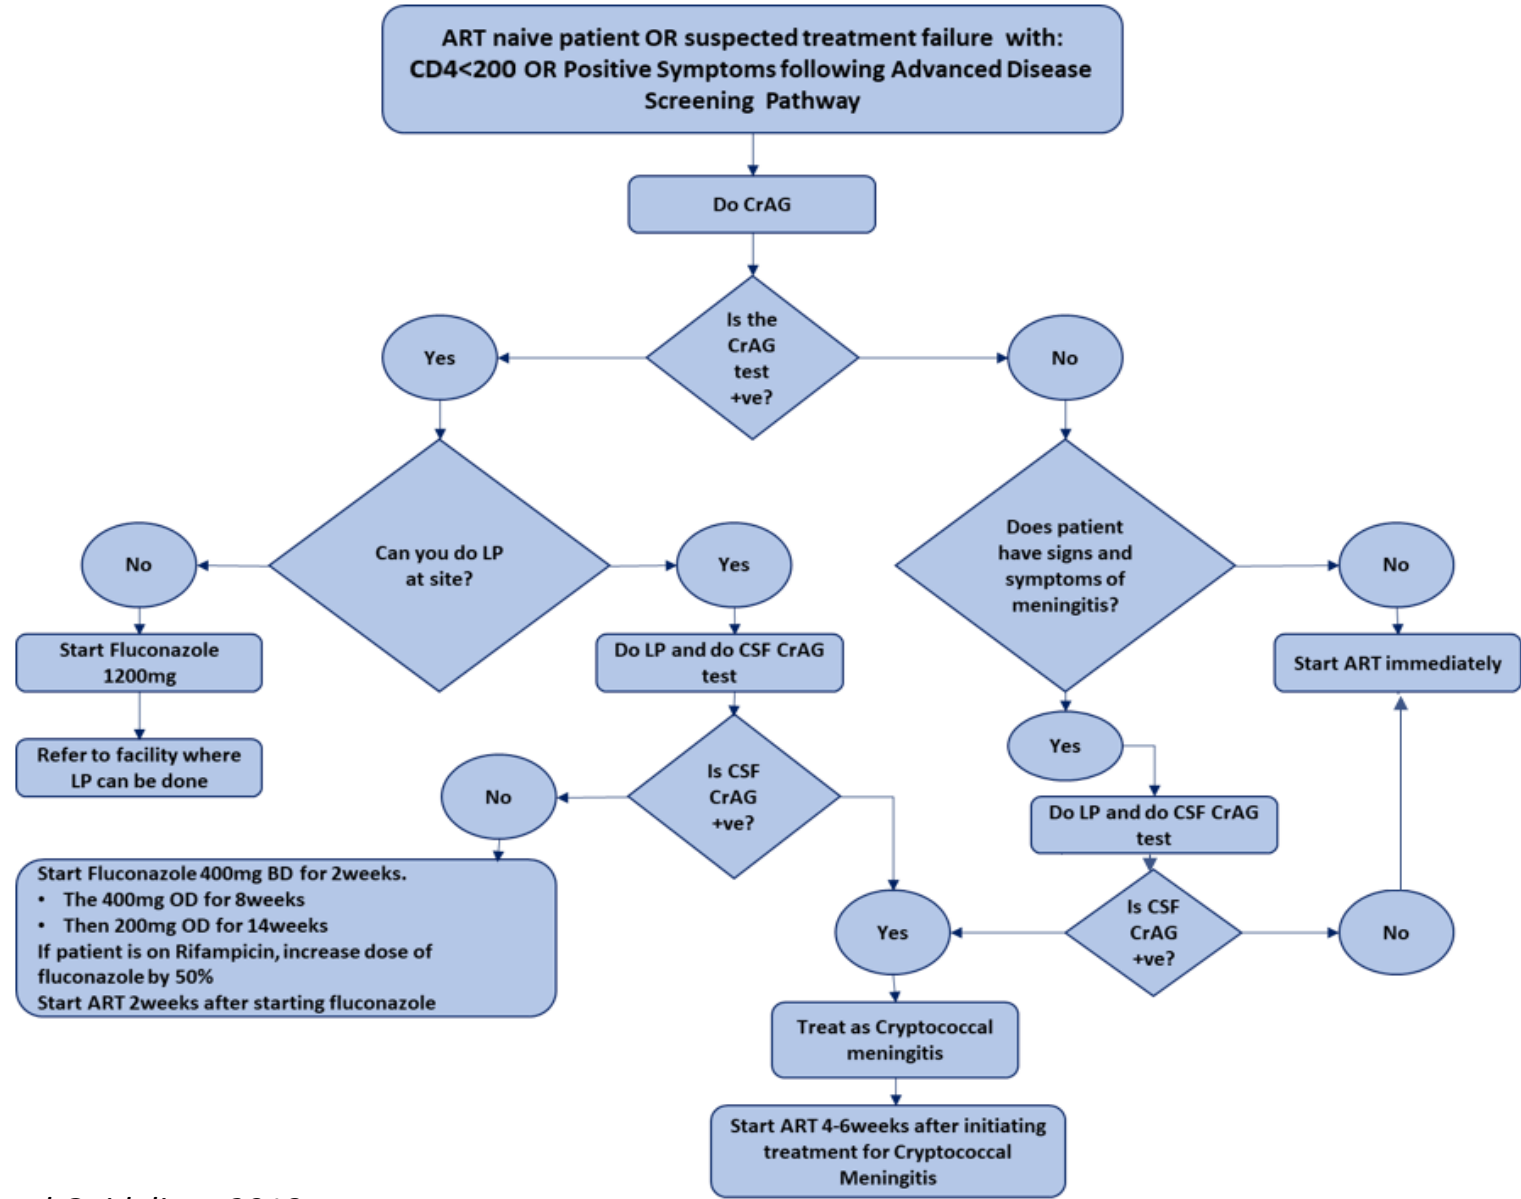 ART naive patient OR suspected treatment failure with:
CD4<200 OR Positive Symptoms following Advanced Disease
Screening Pathway
Do CrAG
Is the
CrAG
test
+ve?
Yes
No
Can you do LP
at site?
Does patient
have signs and
symptoms of
meningitis?
No
Yes
No
Start Fluconazole
1200mg
Do LP and do CSF CrAG
test
Start ART immediately
Refer to facility where
LP can be done
Yes
No
Is CSF
CrAG
+ve?
Do LP and do CSF CrAG
test
Start Fluconazole 400mg BD for 2weeks.
• The 400mg OD for 8weeks
• Then 200mg OD for 14weeks
If patient is on Rifampicin, increase dose of
fluconazole by 50%
Start ART 2weeks after starting fluconazole
Yes
Is CSF
CrAG
+ve?
No
Treat as Cryptococcal
meningitis
Start ART 4-6weeks after initiating
treatment for Cryptococcal
Meningitis